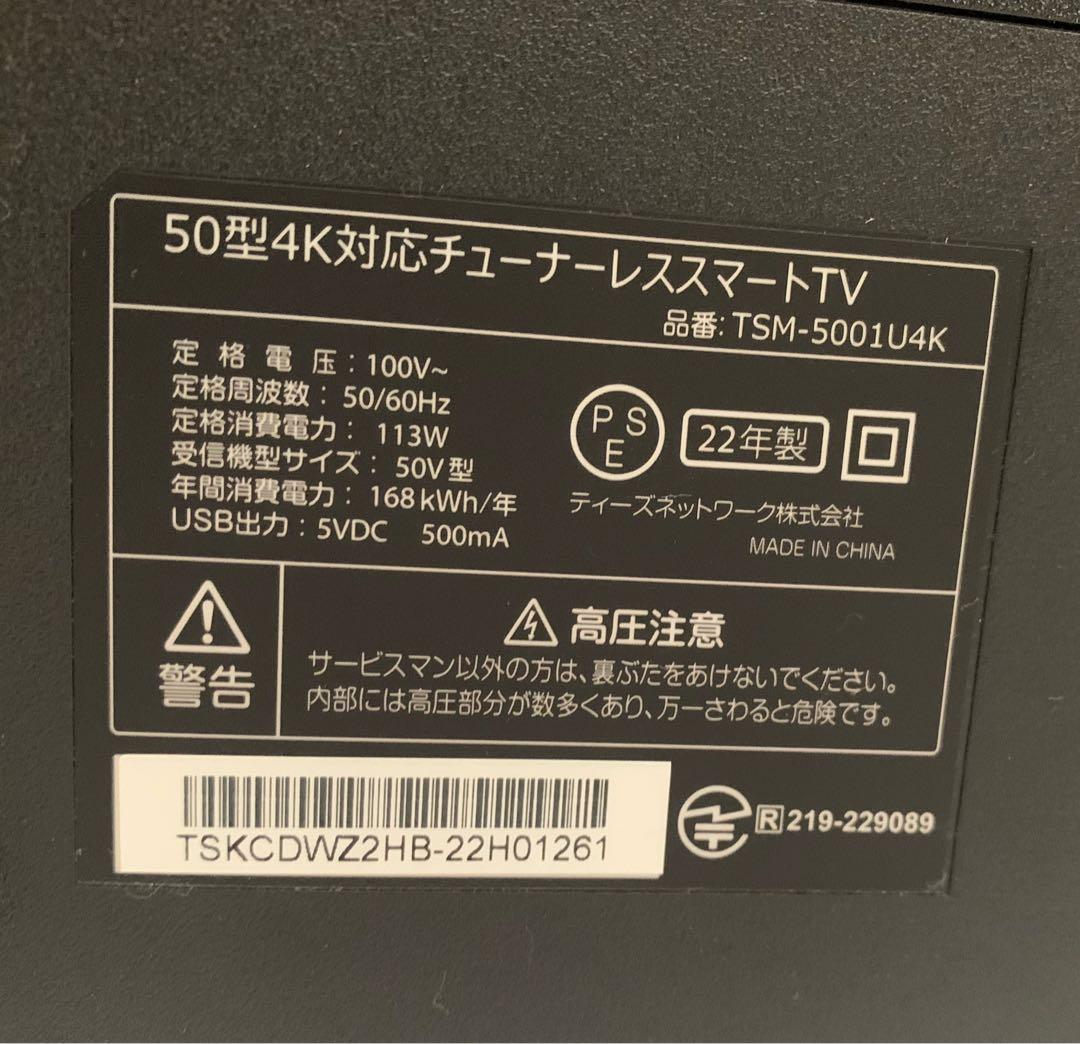 50型4K対応チューナーレススマートTV
品番: TSM-5001U4K
定格電圧：100V~
定格周波数：50/60Hz
定格消費電力：113W
受信機型サイズ：50V型
年間消費電力：168kWh/年
USB出力：5VDC 500mA
PSE
22年製
ティーズネットワーク株式会社
MADE IN CHINA
警告
高圧注意
サービスマン以外の方は、裏ぶたをあけないでください。
内部には高圧部分が数多くあり、万一さわると危険です。
TSKCDWZ2HB-22H01261
R 219-229089